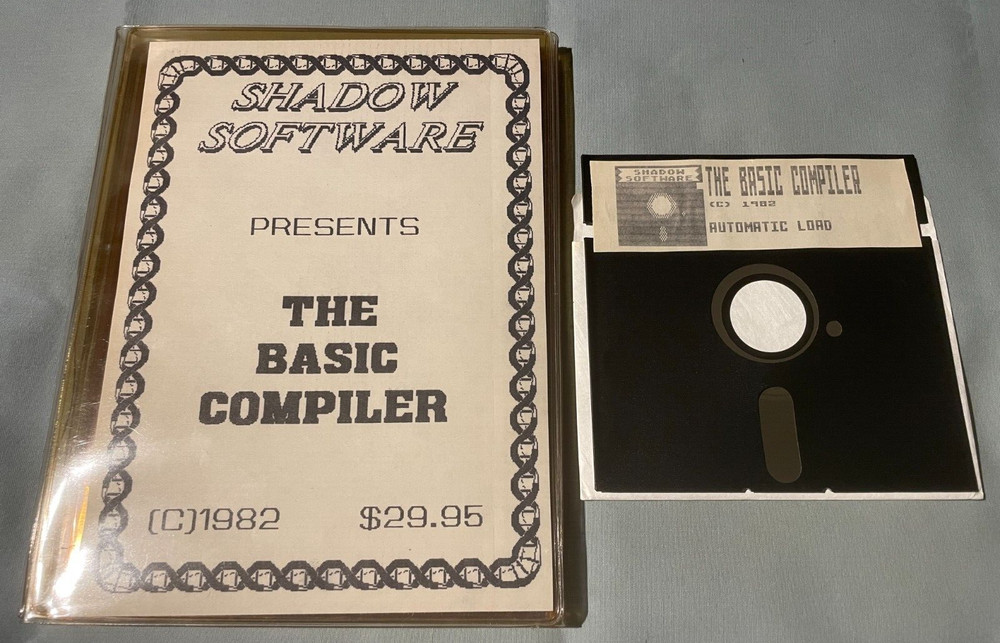 SHADOW
SOFTWARE
PRESENTS
THE
BASIC
COMPILER
(C)1982 $29.95
SHADOW
SOFTWARE
THE BASIC COMPILER
(C) 1982
AUTOMATIC LOAD